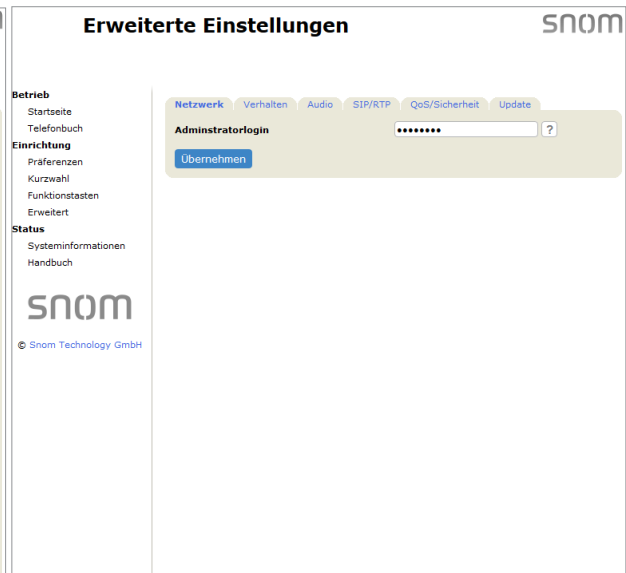 Erweiterte Einstellungen
snom
Betrieb
Startseite
Telefonbuch
Einrichtung
Präferenzen
Kurzwahl
Funktionstasten
Erweitert
Status
Systeminformationen
Handbuch
snom
© Snom Technology GmbH
Netzwerk Verhalten Audio SIP/RTP QoS/Sicherheit Update
Adminstratorlogin •••••••• ?
Übernehmen